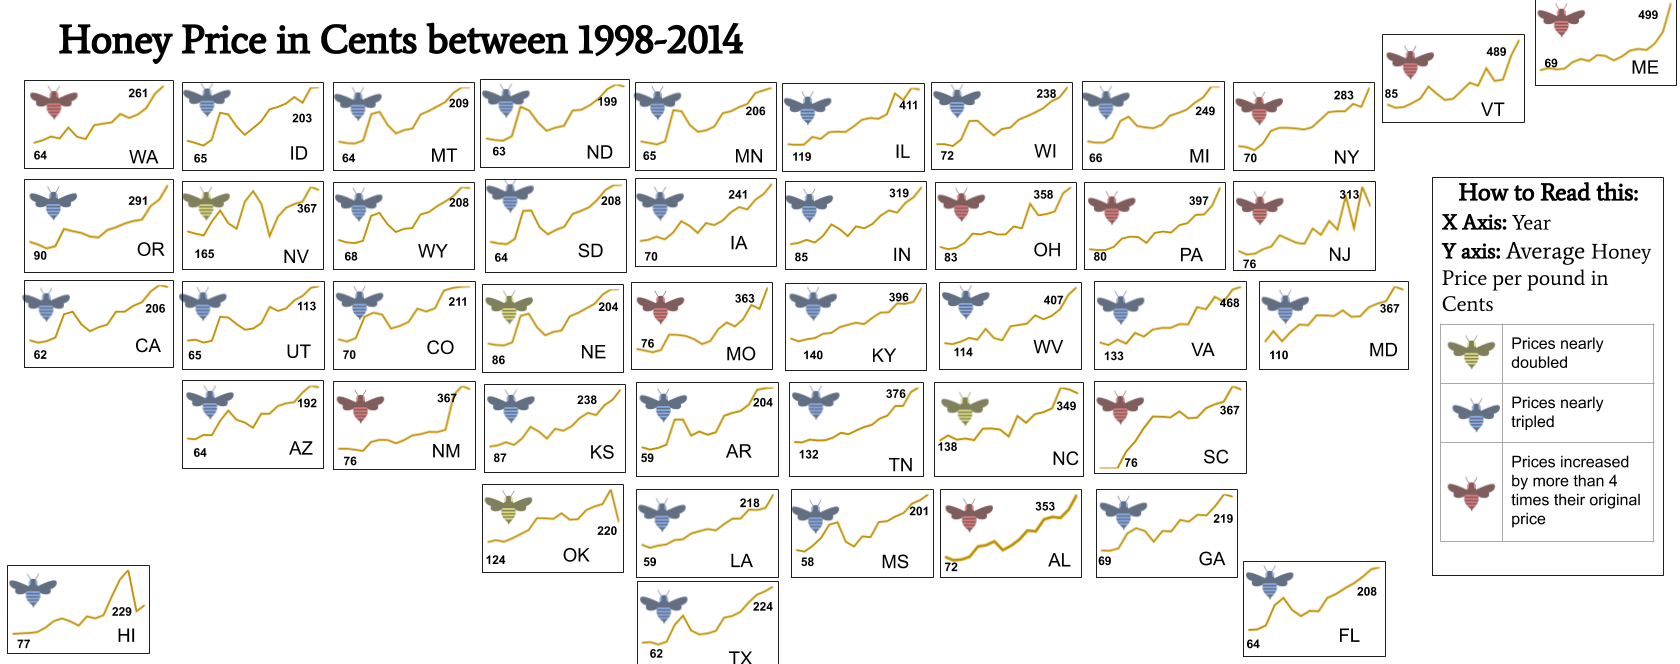 Honey Price in Cents between 1998-2014
499
69
ME
489
85
VT
261
64
WA
203
65
ID
209
64
MT
199
63
ND
206
65
MN
411
119
IL
238
72
WI
249
66
MI
283
70
NY
291
90
OR
367
165
NV
208
68
WY
208
64
SD
241
70
IA
319
85
IN
358
83
OH
397
80
PA
313
76
NJ
How to Read this:
X Axis: Year
Y axis: Average Honey
Price per pound in
Cents
Prices nearly
doubled
Prices nearly
tripled
Prices increased
by more than 4
times their original
price
206
62
CA
113
65
UT
211
70
CO
204
86
NE
363
76
MO
396
140
KY
407
114
WV
468
133
VA
367
110
MD
192
64
AZ
367
76
NM
238
87
KS
204
59
AR
376
132
TN
349
138
NC
367
76
SC
220
124
OK
218
59
LA
201
58
MS
353
72
AL
219
69
GA
229
77
HI
224
62
TX
208
64
FL